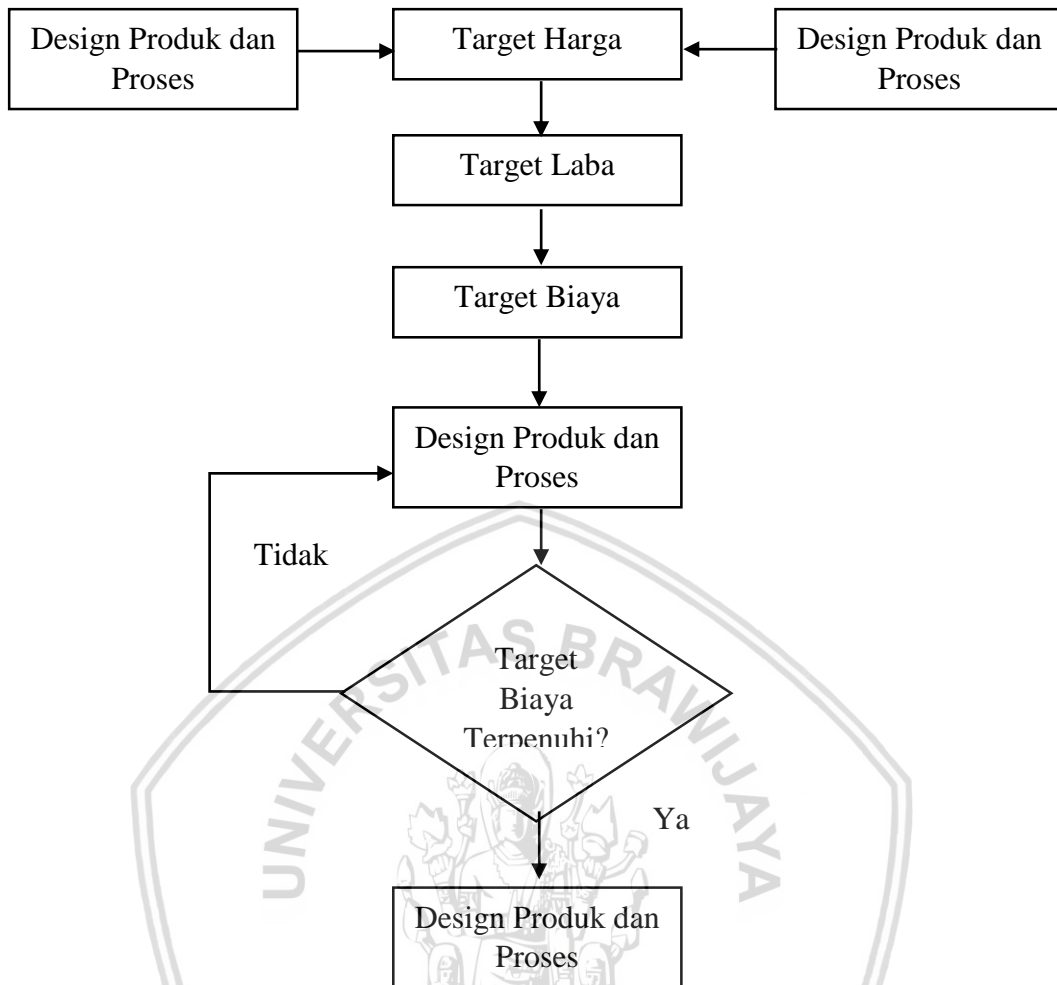 Design Produk dan
Proses
Target Harga
Design Produk dan
Proses
Target Laba
Target Biaya
Design Produk dan
Proses
Tidak
Target
Biaya
Terpenuhi?
Ya
Design Produk dan
Proses
UNIVERSITAS BRAWIJAYA